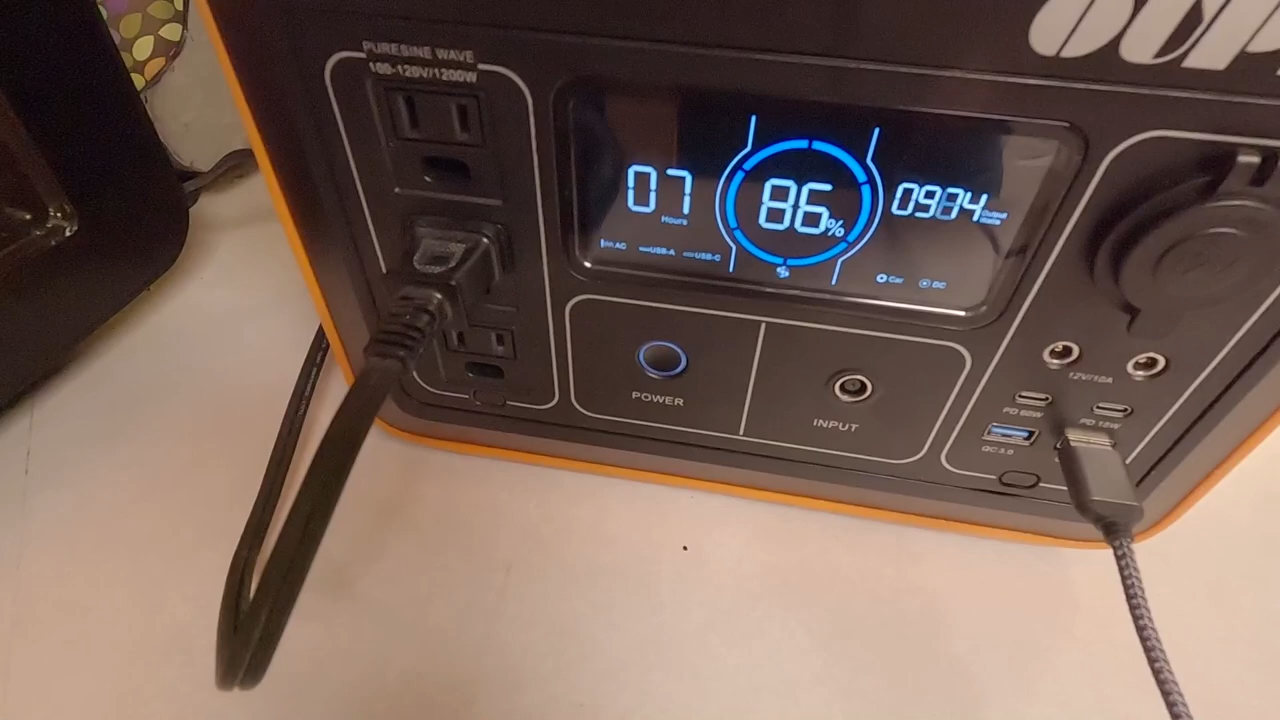 PURESINE WAVE
100-120V/1200W
07
Hours
86%
0984
Output
Watts
AC
USB-A
USB-C
Car
DC
POWER
INPUT
12V/10A
PD 60W
PD 18W
QC 3.0